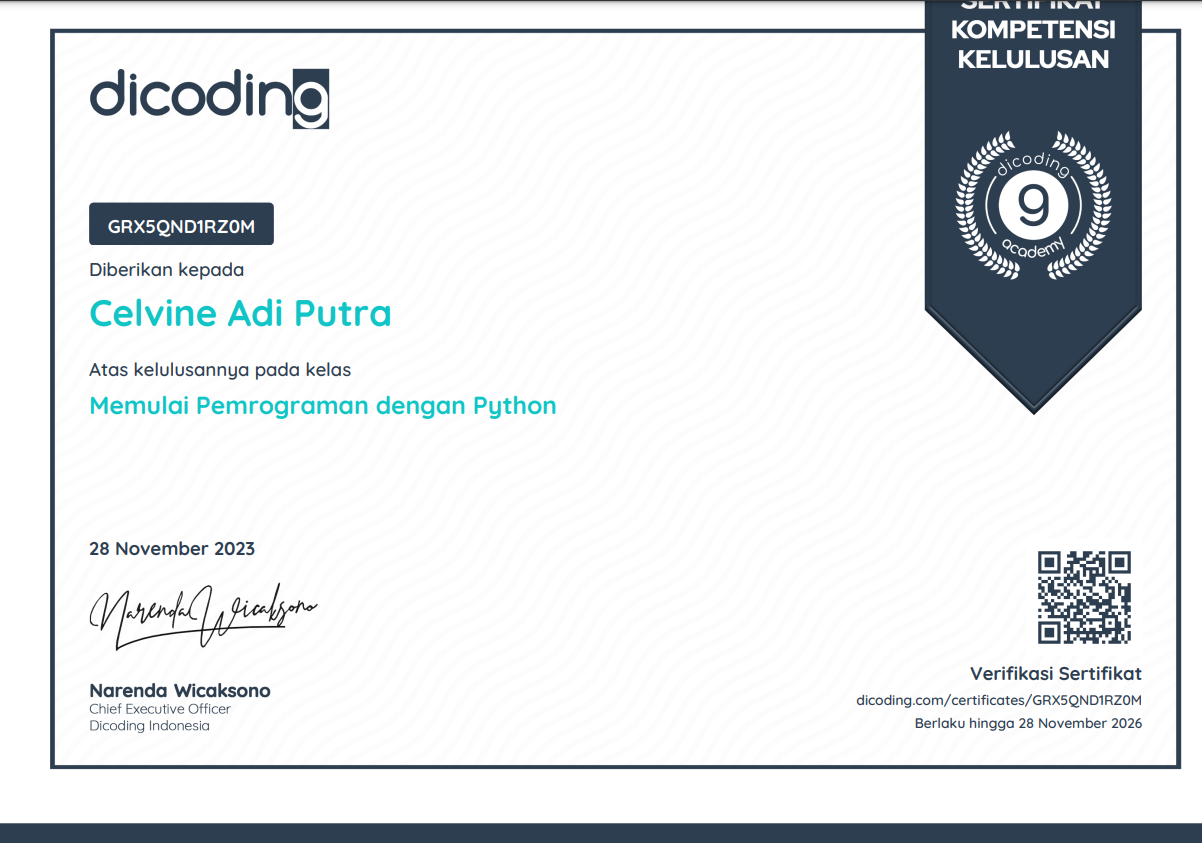 SERTIFIKAT
KOMPETENSI
KELULUSAN
dicoding
dicoding
9
academy
GRX5QND1RZ0M
Diberikan kepada
Celvine Adi Putra
Atas kelulusannya pada kelas
Memulai Pemrograman dengan Python
28 November 2023
Narenda Wicaksono
Narenda Wicaksono
Chief Executive Officer
Dicoding Indonesia
Verifikasi Sertifikat
dicoding.com/certificates/GRX5QND1RZ0M
Berlaku hingga 28 November 2026